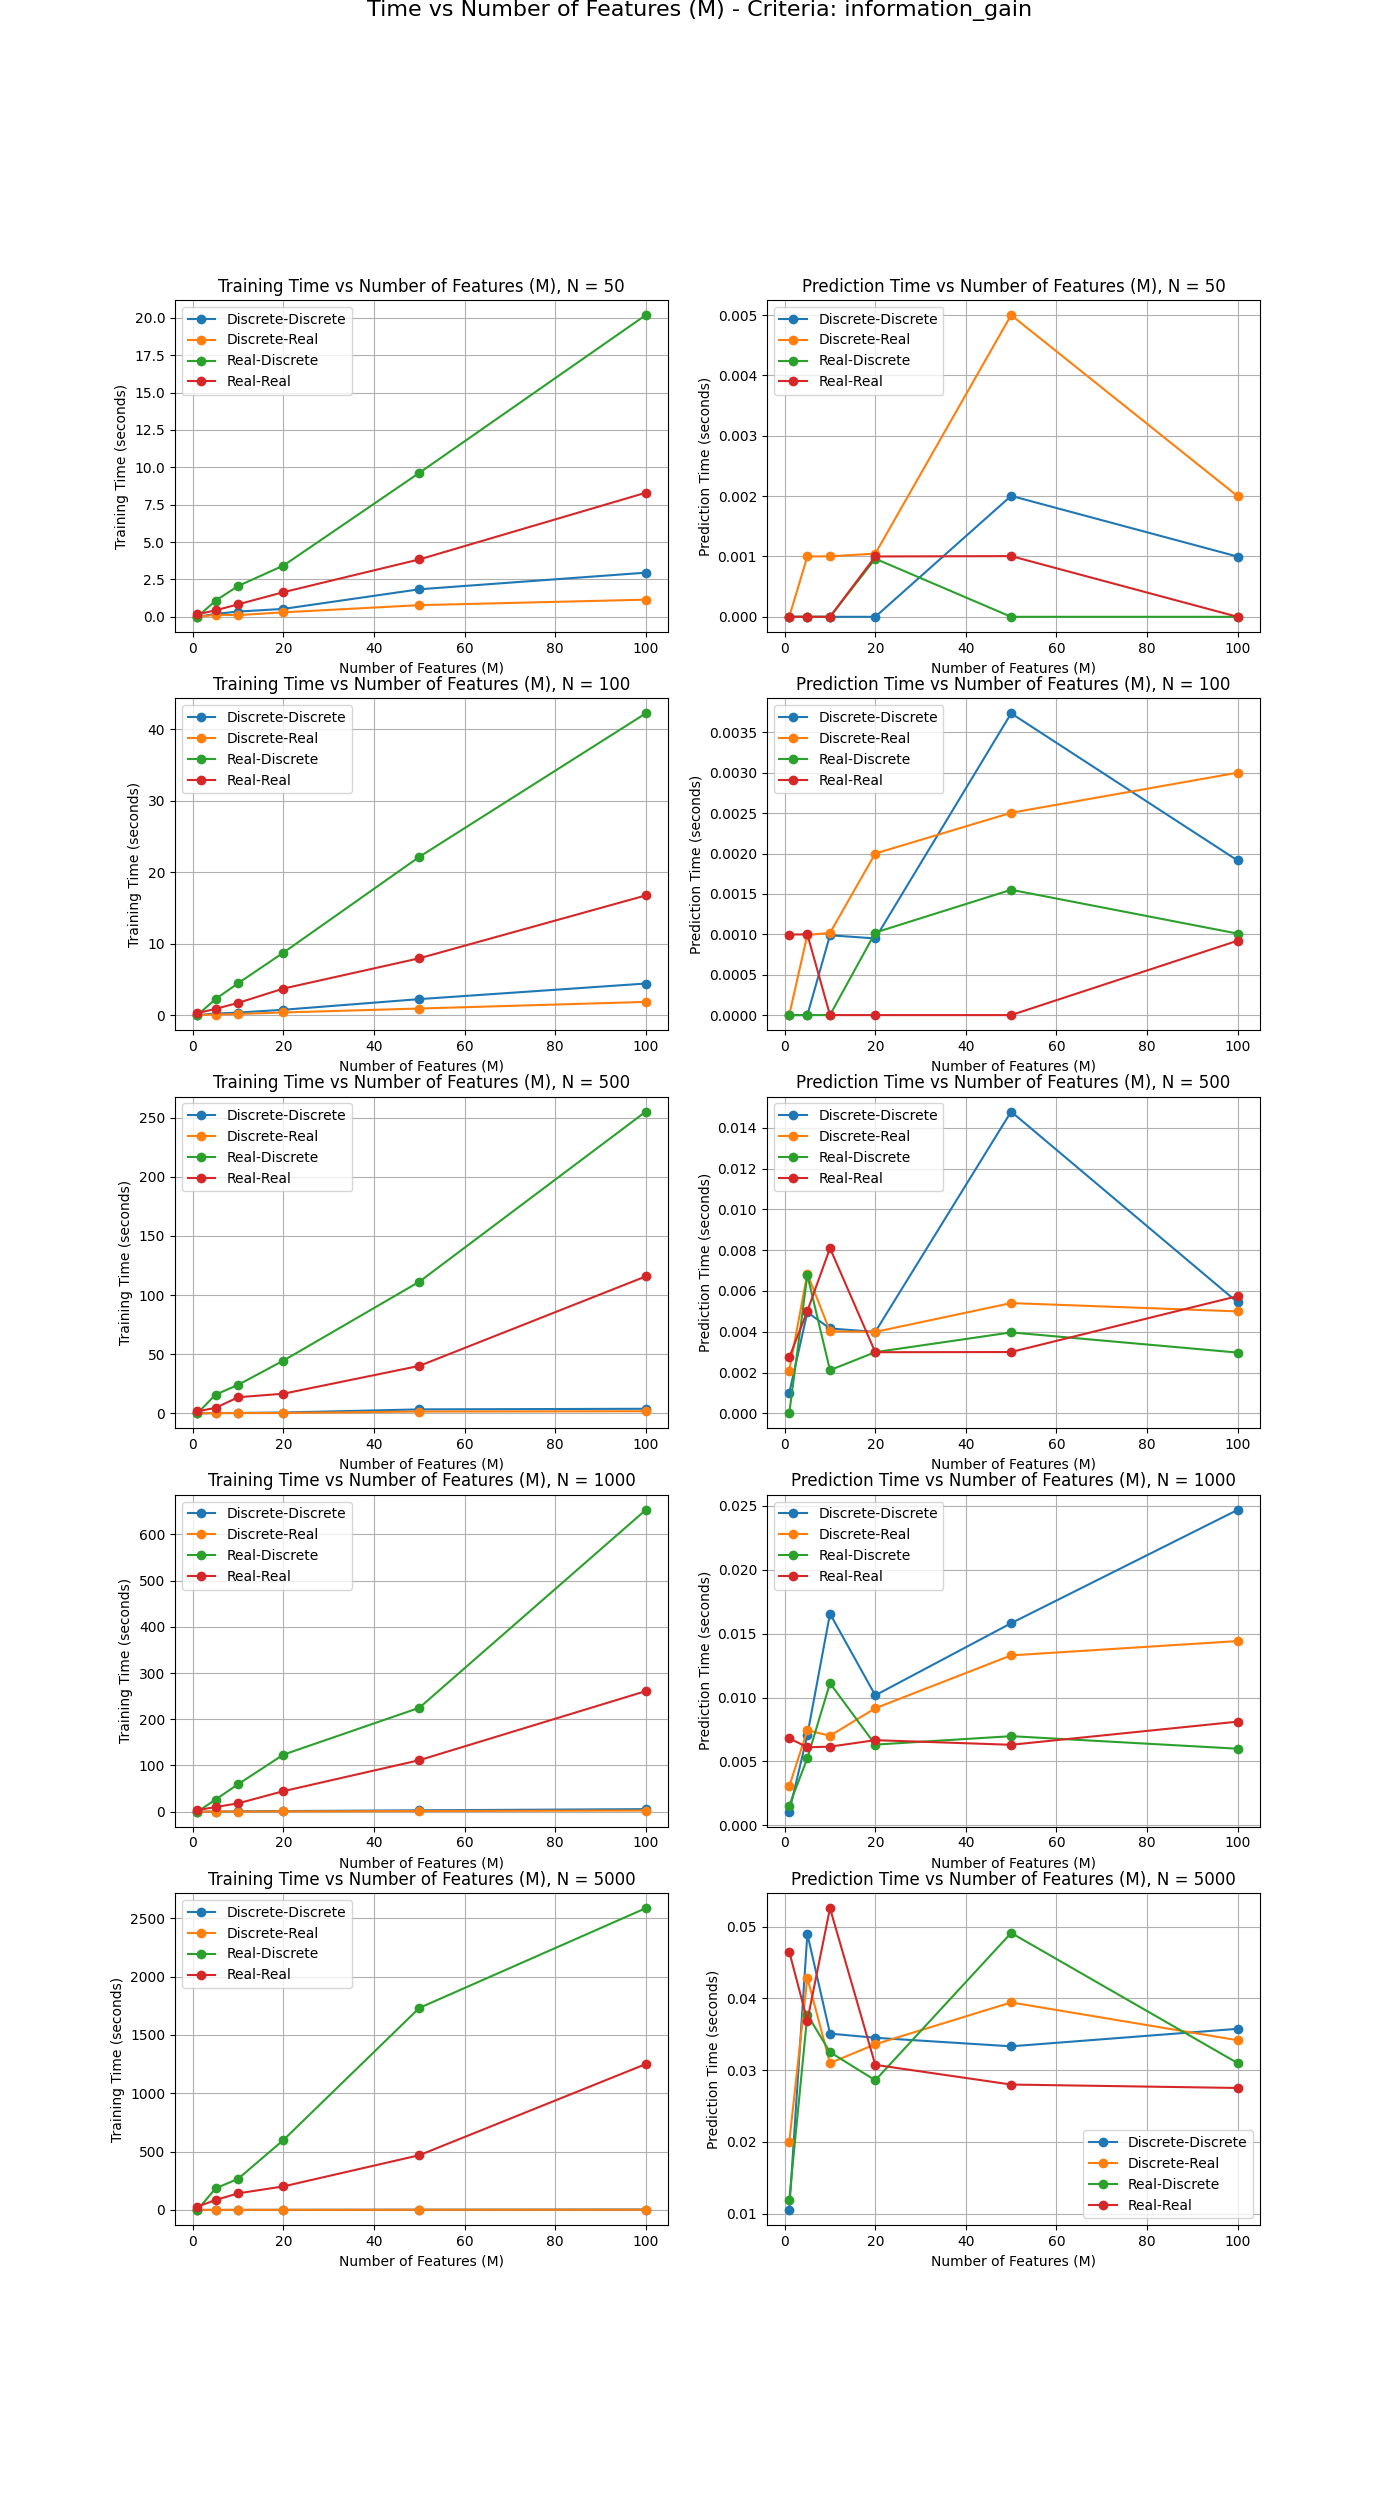 Time vs Number of Features (M) - Criteria: information_gain
Training Time vs Number of Features (M), N = 50
Training Time (seconds)
20.0
17.5
15.0
12.5
10.0
7.5
5.0
2.5
0.0
Discrete-Discrete
Discrete-Real
Real-Discrete
Real-Real
0 20 40 60 80 100
Number of Features (M)
Prediction Time vs Number of Features (M), N = 50
Prediction Time (seconds)
0.005
0.004
0.003
0.002
0.001
0.000
Discrete-Discrete
Discrete-Real
Real-Discrete
Real-Real
0 20 40 60 80 100
Number of Features (M)
Training Time vs Number of Features (M), N = 100
Training Time (seconds)
40
30
20
10
0
Discrete-Discrete
Discrete-Real
Real-Discrete
Real-Real
0 20 40 60 80 100
Number of Features (M)
Prediction Time vs Number of Features (M), N = 100
Prediction Time (seconds)
0.0035
0.0030
0.0025
0.0020
0.0015
0.0010
0.0005
0.0000
Discrete-Discrete
Discrete-Real
Real-Discrete
Real-Real
0 20 40 60 80 100
Number of Features (M)
Training Time vs Number of Features (M), N = 500
Training Time (seconds)
250
200
150
100
50
0
Discrete-Discrete
Discrete-Real
Real-Discrete
Real-Real
0 20 40 60 80 100
Number of Features (M)
Prediction Time vs Number of Features (M), N = 500
Prediction Time (seconds)
0.014
0.012
0.010
0.008
0.006
0.004
0.002
0.000
Discrete-Discrete
Discrete-Real
Real-Discrete
Real-Real
0 20 40 60 80 100
Number of Features (M)
Training Time vs Number of Features (M), N = 1000
Training Time (seconds)
600
500
400
300
200
100
0
Discrete-Discrete
Discrete-Real
Real-Discrete
Real-Real
0 20 40 60 80 100
Number of Features (M)
Prediction Time vs Number of Features (M), N = 1000
Prediction Time (seconds)
0.025
0.020
0.015
0.010
0.005
0.000
Discrete-Discrete
Discrete-Real
Real-Discrete
Real-Real
0 20 40 60 80 100
Number of Features (M)
Training Time vs Number of Features (M), N = 5000
Training Time (seconds)
2500
2000
1500
1000
500
0
Discrete-Discrete
Discrete-Real
Real-Discrete
Real-Real
0 20 40 60 80 100
Number of Features (M)
Prediction Time vs Number of Features (M), N = 5000
Prediction Time (seconds)
0.05
0.04
0.03
0.02
0.01
Discrete-Discrete
Discrete-Real
Real-Discrete
Real-Real
0 20 40 60 80 100
Number of Features (M)